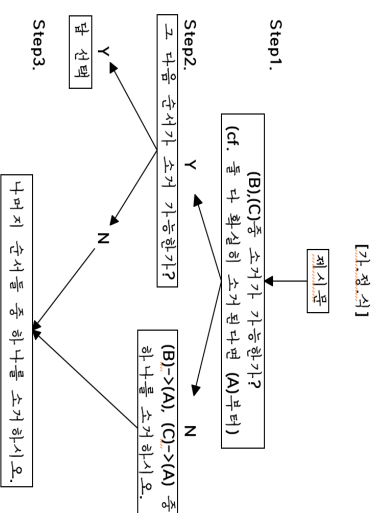 [가.정.식]
제시문
Step1.
(B),(C)중 소거가 가능한가?
(cf. 둘 다 확실히 소거 된다면 (A)부터)
Y
N
Step2.
그 다음 순서가 소거 가능한가?
(B)->(A), (C)->(A) 중
하나를 소거하시오.
Y
N
답 선택
Step3.
나머지 순서들 중 하나를 소거하시오.